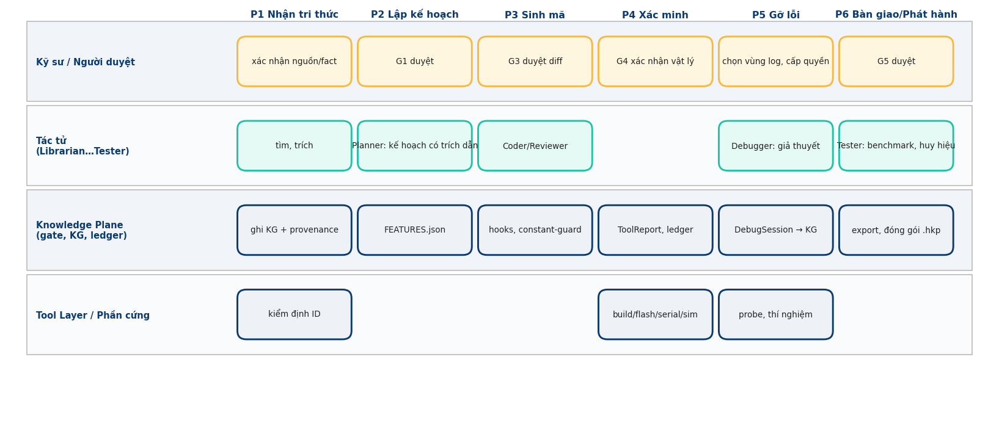 P1 Nhận tri thức
P2 Lập kế hoạch
P3 Sinh mã
P4 Xác minh
P5 Gỡ lỗi
P6 Bàn giao/Phát hành
Kỹ sư / Người duyệt
xác nhận nguồn/fact
G1 duyệt
G3 duyệt diff
G4 xác nhận vật lý
chọn vùng log, cấp quyền
G5 duyệt
Tác tử
(Librarian…Tester)
tìm, trích
Planner: kế hoạch có trích dẫn
Coder/Reviewer
Debugger: giả thuyết
Tester: benchmark, huy hiệu
Knowledge Plane
(gate, KG, ledger)
ghi KG + provenance
FEATURES.json
hooks, constant-guard
ToolReport, ledger
DebugSession → KG
export, đóng gói .hkp
Tool Layer / Phần cứng
kiểm định ID
build/flash/serial/sim
probe, thí nghiệm